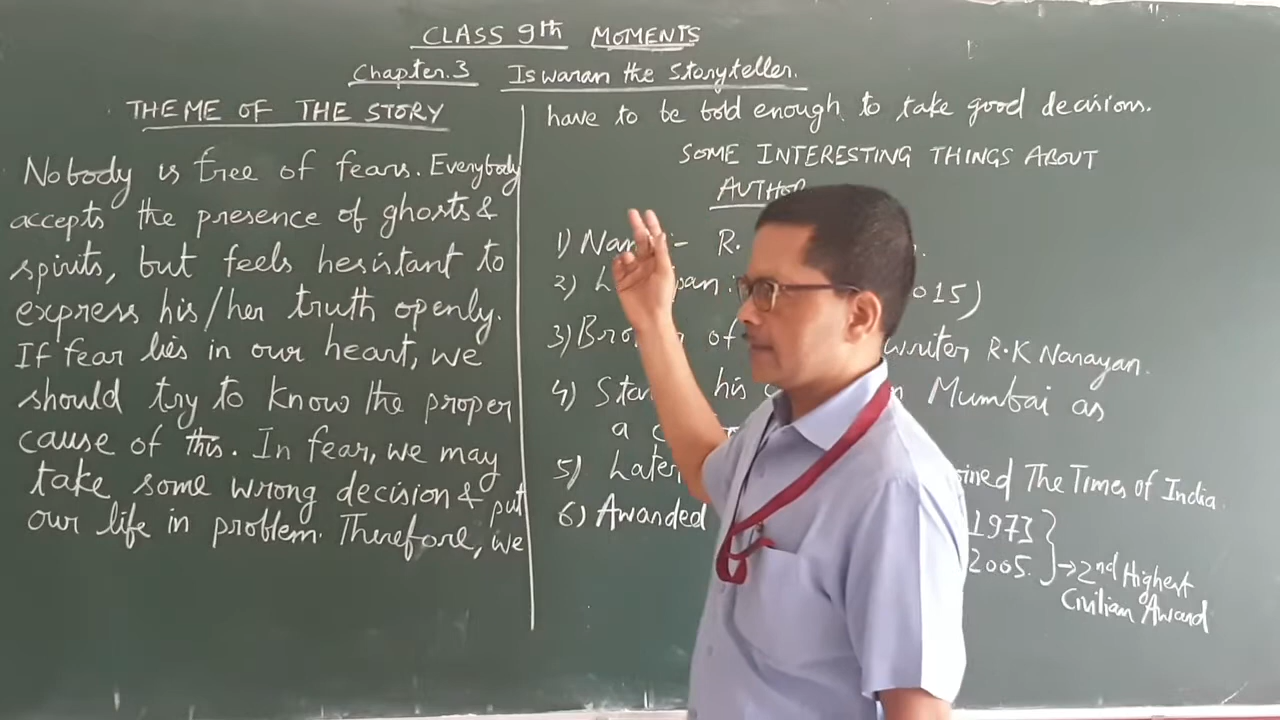 CLASS 9th MOMENTS
Chapter.3 Iswaran the Storyteller.
THEME OF THE STORY
Nobody is free of fears. Everybody
accepts the presence of ghosts &
spirits, but feels hesistant to
express his/her truth openly.
If fear lies in our heart, we
should try to know the proper
cause of this. In fear, we may
take some wrong decision & put
our life in problem. Therefore, we
have to be bold enough to take good decisions.
SOME INTERESTING THINGS ABOUT
AUTHOR
1) Name:- R.
2) L 015)
3) Bro of writer R.K Narayan.
4) Sta his Mumbai as
a
5) Later The Times of India.
6) Awarded 1973
2005. → 2nd Highest
Civilian Award